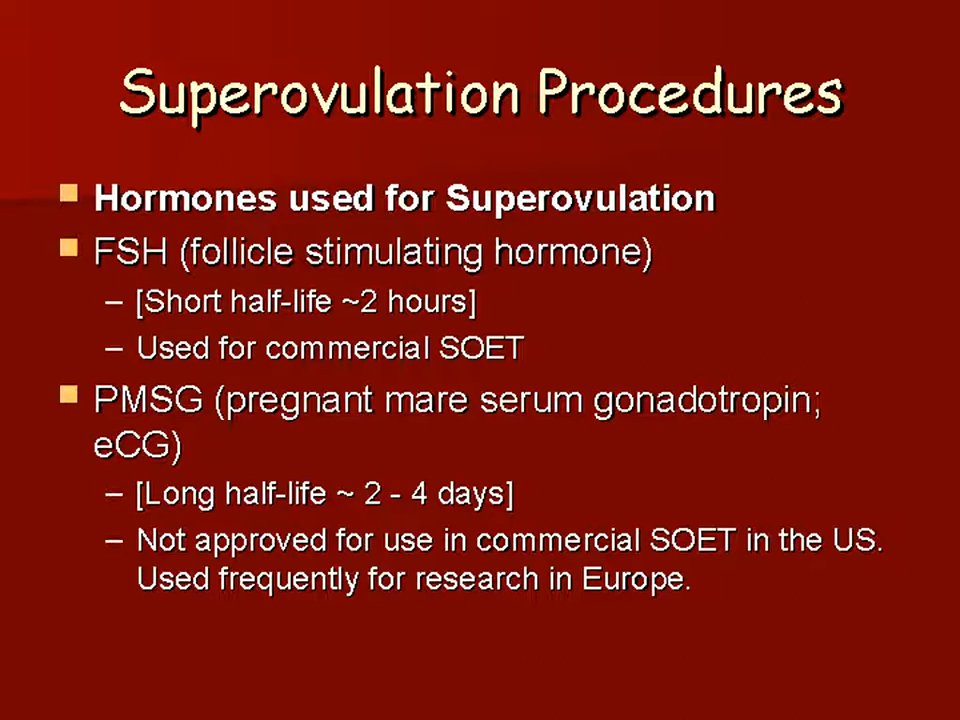 Superovulation Procedures
Hormones used for Superovulation
FSH (follicle stimulating hormone)
– [Short half-life ~2 hours]
– Used for commercial SOET
PMSG (pregnant mare serum gonadotropin;
eCG)
– [Long half-life ~ 2 - 4 days]
– Not approved for use in commercial SOET in the US.
Used frequently for research in Europe.